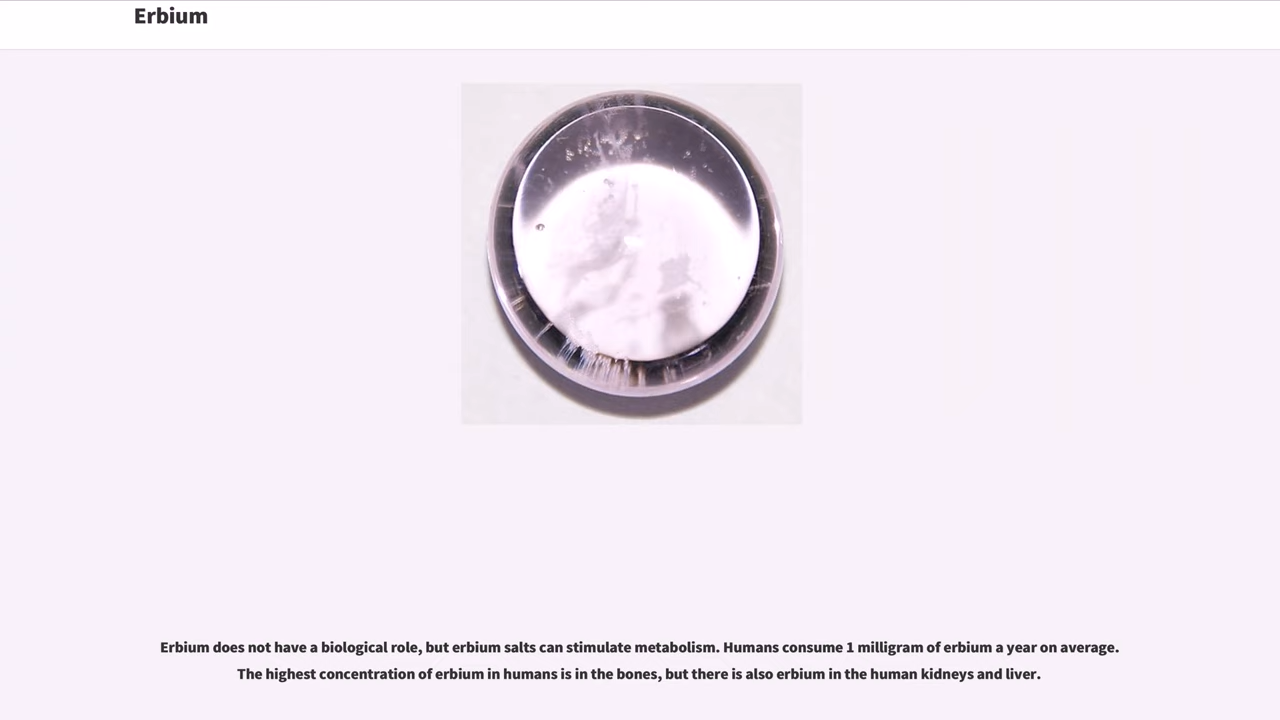 Erbium
Erbium does not have a biological role, but erbium salts can stimulate metabolism. Humans consume 1 milligram of erbium a year on average.
The highest concentration of erbium in humans is in the bones, but there is also erbium in the human kidneys and liver.